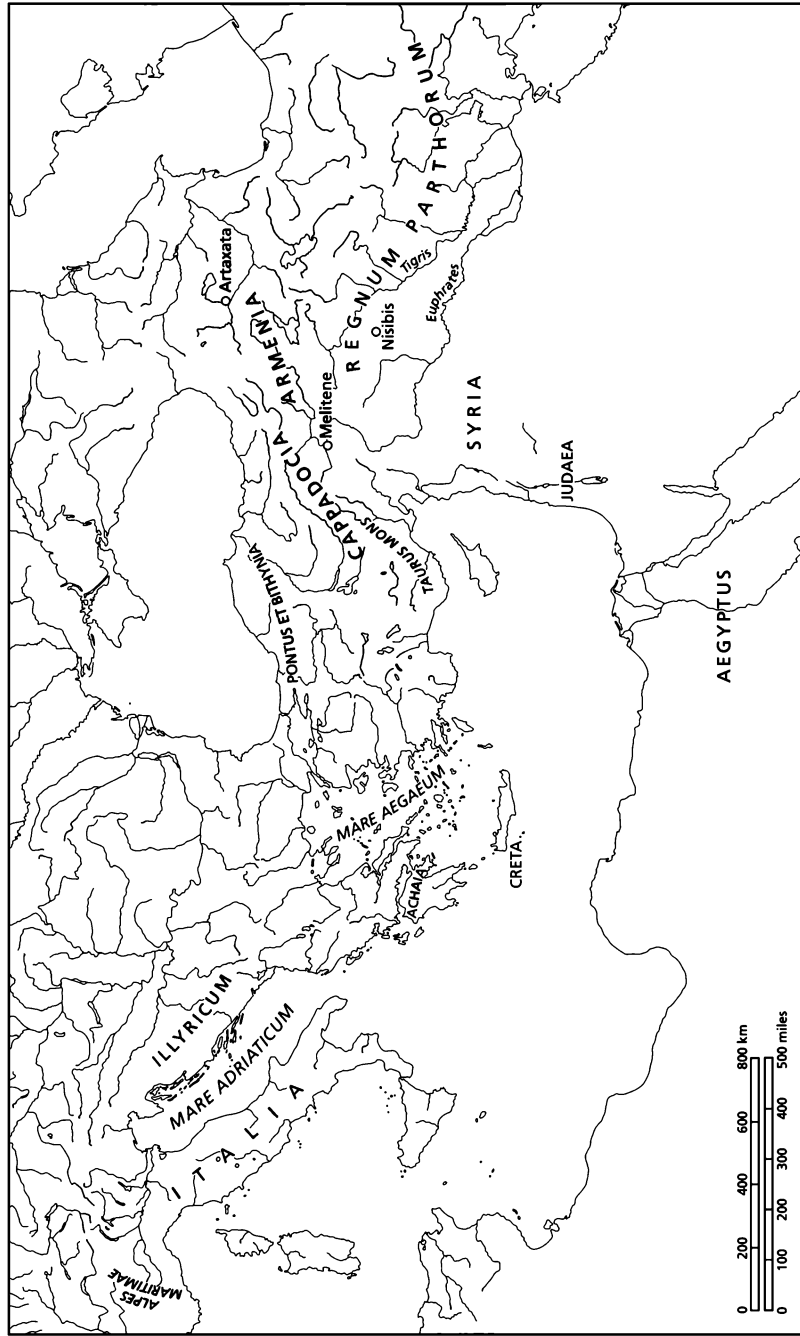 ALPES
MARITIMAE
ITALIA
MARE ADRIATICUM
ILLYRICUM
ACHAIA
MARE AEGAEUM
CRETA
PONTUS ET BITHYNIA
CAPPADOCIA
TAURUS MONS
ARMENIA
Artaxata
Melitene
REGNUM PARTHORUM
Nisibis
Tigris
Euphrates
SYRIA
JUDAEA
AEGYPTUS
0 200 400 600 800 km
0 100 200 300 400 500 miles